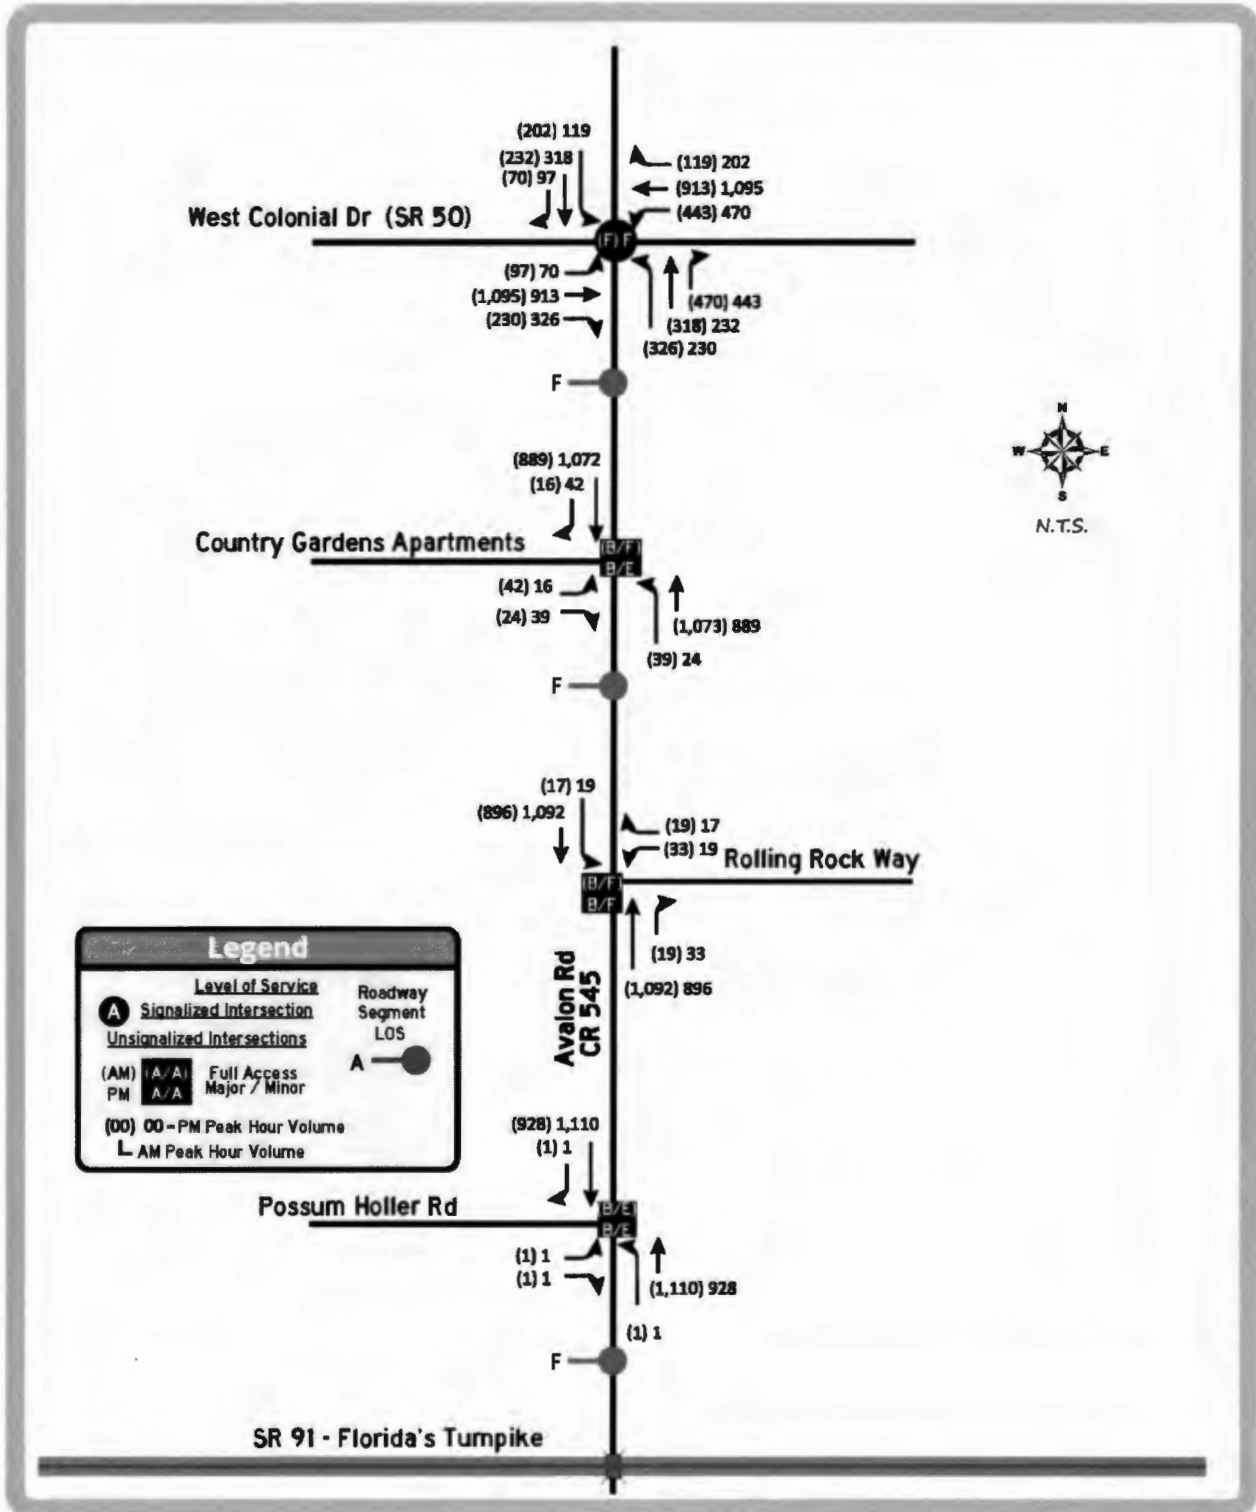 (202) 119
(232) 318
(70) 97
(119) 202
(913) 1,095
(443) 470
West Colonial Dr (SR 50)
(F) F
(97) 70
(1,095) 913
(230) 326
(470) 443
(318) 232
(326) 230
F
N
W E
S
N.T.S.
(889) 1,072
(16) 42
Country Gardens Apartments
(B/F)
B/E
(42) 16
(24) 39
(1,073) 889
(39) 24
F
(17) 19
(896) 1,092
(19) 17
(33) 19
Rolling Rock Way
(B/F)
B/F
(19) 33
(1,092) 896
Avalon Rd
CR 545
Legend
Level of Service
A Signalized Intersection
Unsignalized Intersections
(AM) (A/A) Full Access
PM A/A Major / Minor
Roadway
Segment
LOS
A
(00) 00 - PM Peak Hour Volume
AM Peak Hour Volume
(928) 1,110
(1) 1
Possum Holler Rd
(B/E)
B/E
(1) 1
(1) 1
(1,110) 928
(1) 1
F
SR 91 - Florida's Turnpike